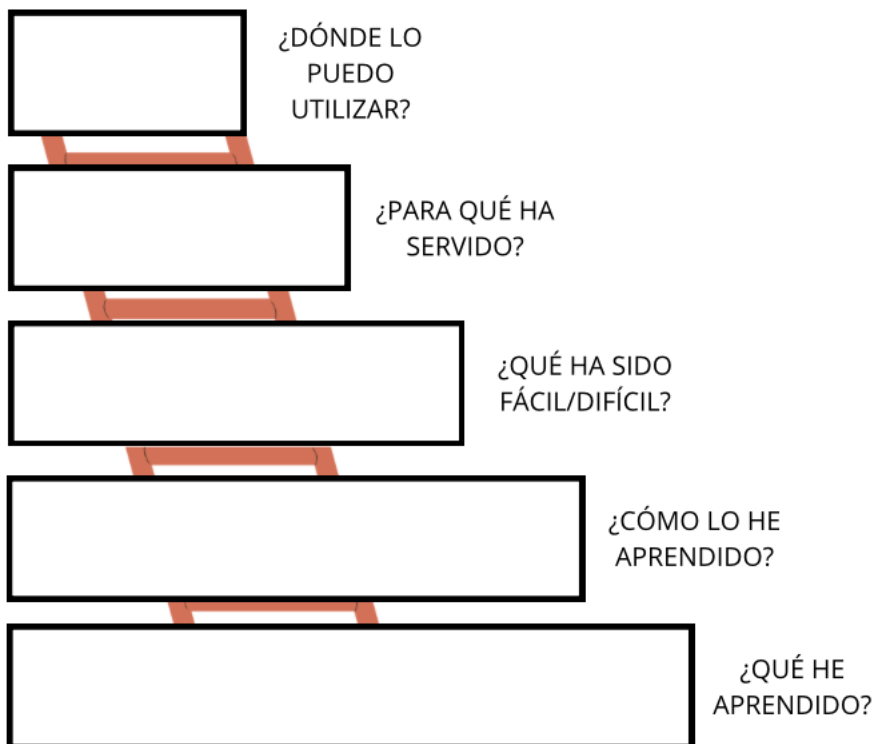 ¿DÓNDE LO
PUEDO
UTILIZAR?
¿PARA QUÉ HA
SERVIDO?
¿QUÉ HA SIDO
FÁCIL/DIFÍCIL?
¿CÓMO LO HE
APRENDIDO?
¿QUÉ HE
APRENDIDO?